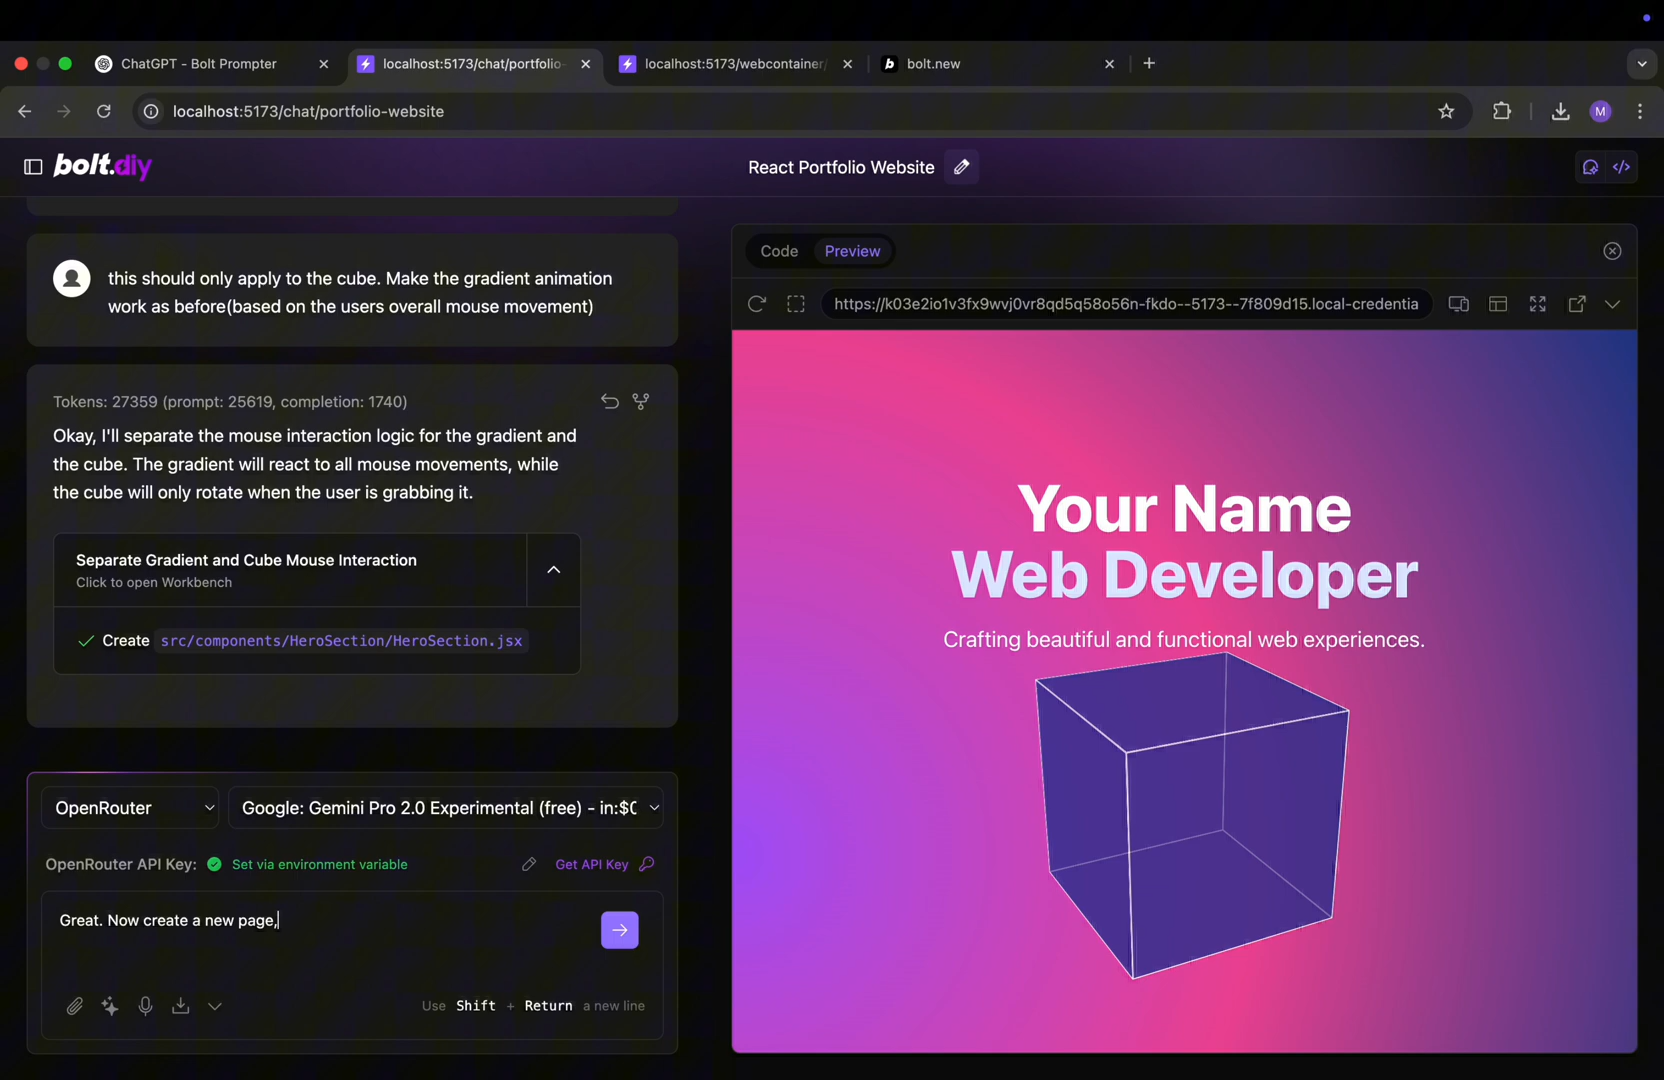 ChatGPT - Bolt Prompter
localhost:5173/chat/portfolio-
localhost:5173/webcontainer/
bolt.new
localhost:5173/chat/portfolio-website
M
bolt.diy
React Portfolio Website
this should only apply to the cube. Make the gradient animation
work as before(based on the users overall mouse movement)
Tokens: 27359 (prompt: 25619, completion: 1740)
Okay, I'll separate the mouse interaction logic for the gradient and
the cube. The gradient will react to all mouse movements, while
the cube will only rotate when the user is grabbing it.
Separate Gradient and Cube Mouse Interaction
Click to open Workbench
Create src/components/HeroSection/HeroSection.jsx
OpenRouter
Google: Gemini Pro 2.0 Experimental (free) - in:$0
OpenRouter API Key: Set via environment variable
Get API Key
Great. Now create a new page,
Use Shift + Return a new line
Code
Preview
https://k03e2io1v3fx9wvj0vr8qd5q58o56n-fkdo--5173--7f809d15.local-credentia
Your Name
Web Developer
Crafting beautiful and functional web experiences.